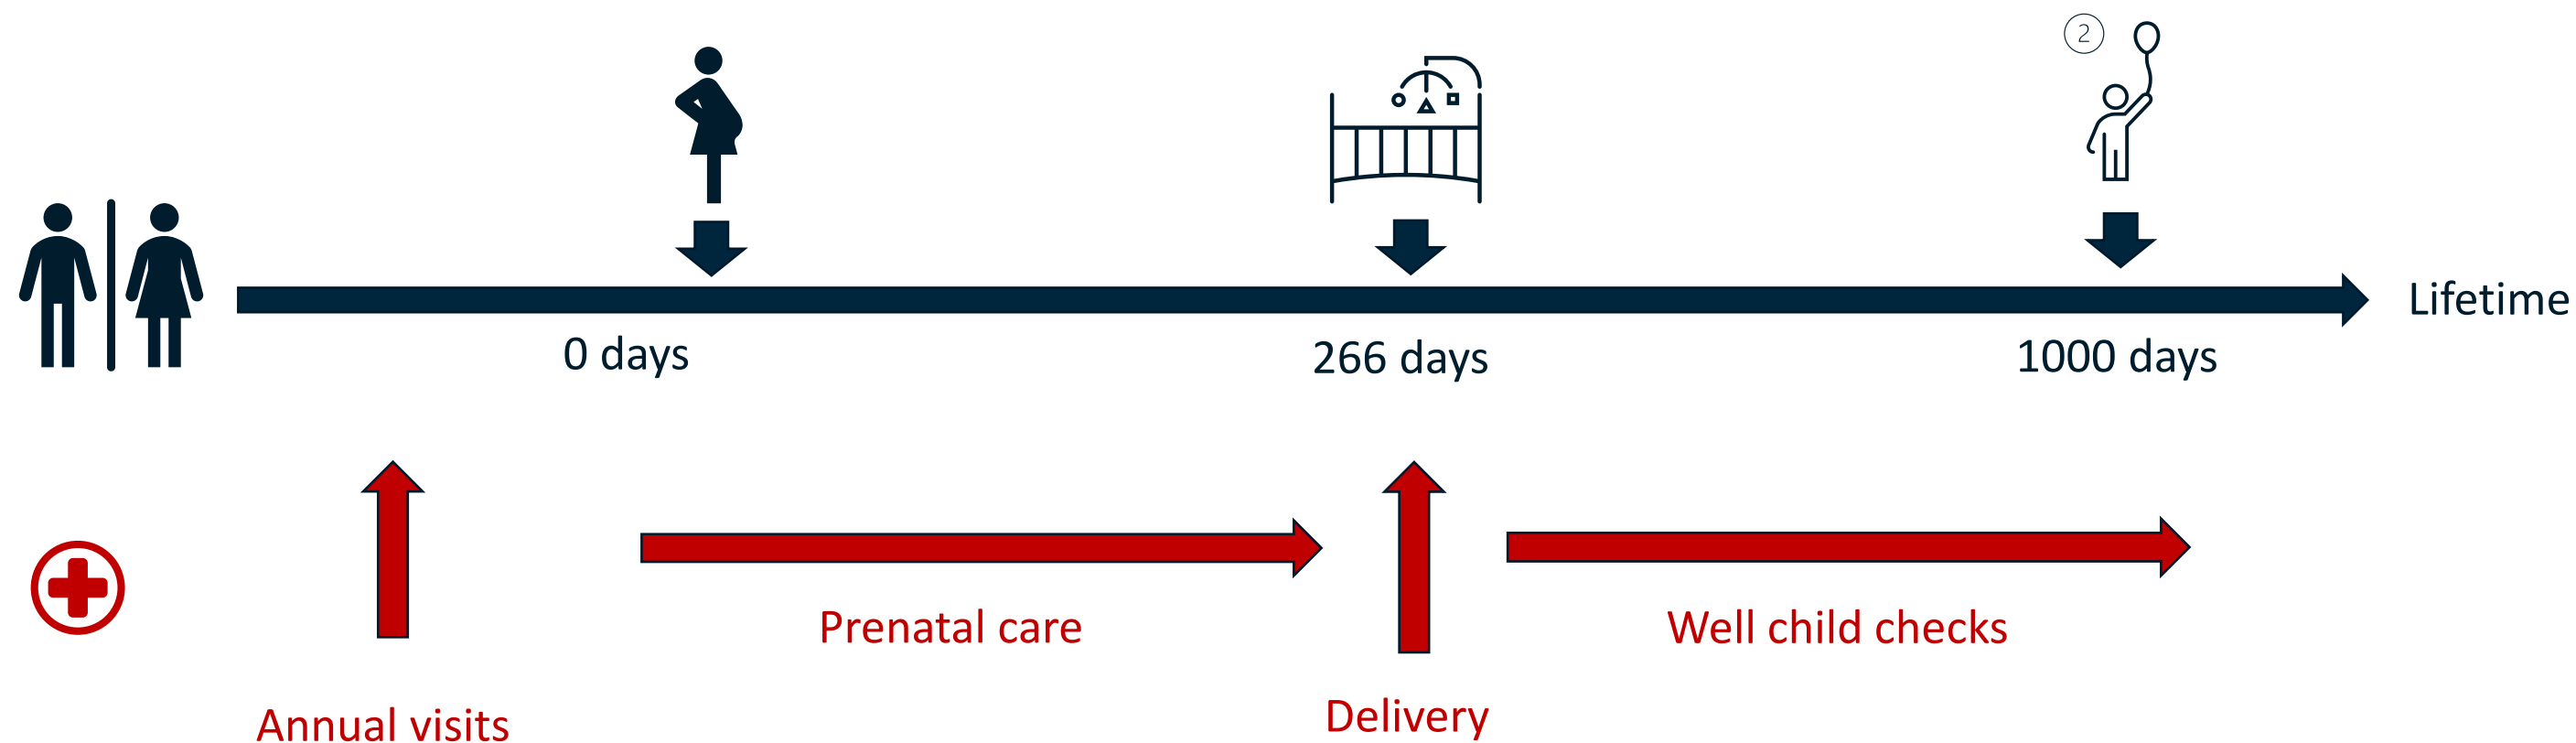 2
Lifetime
0 days
266 days
1000 days
Prenatal care
Well child checks
Annual visits
Delivery